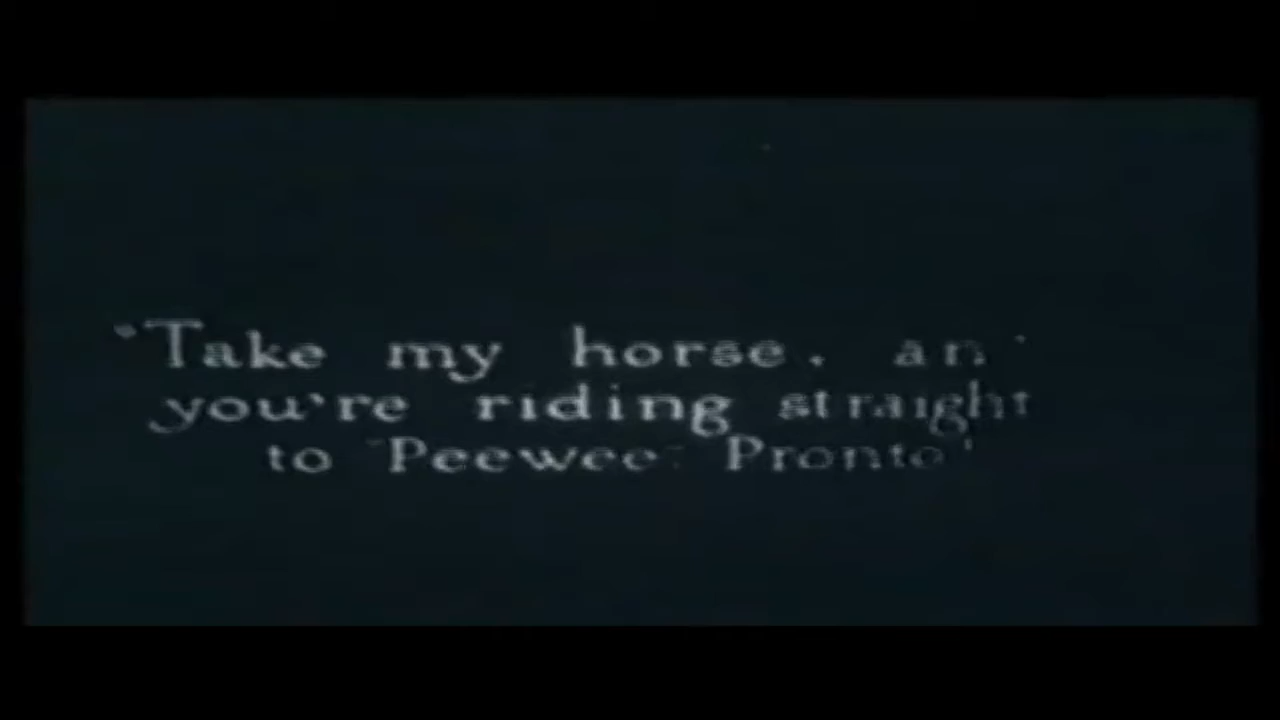 "Take my horse, an'
you're riding straight
to "Peewee" Pronto"